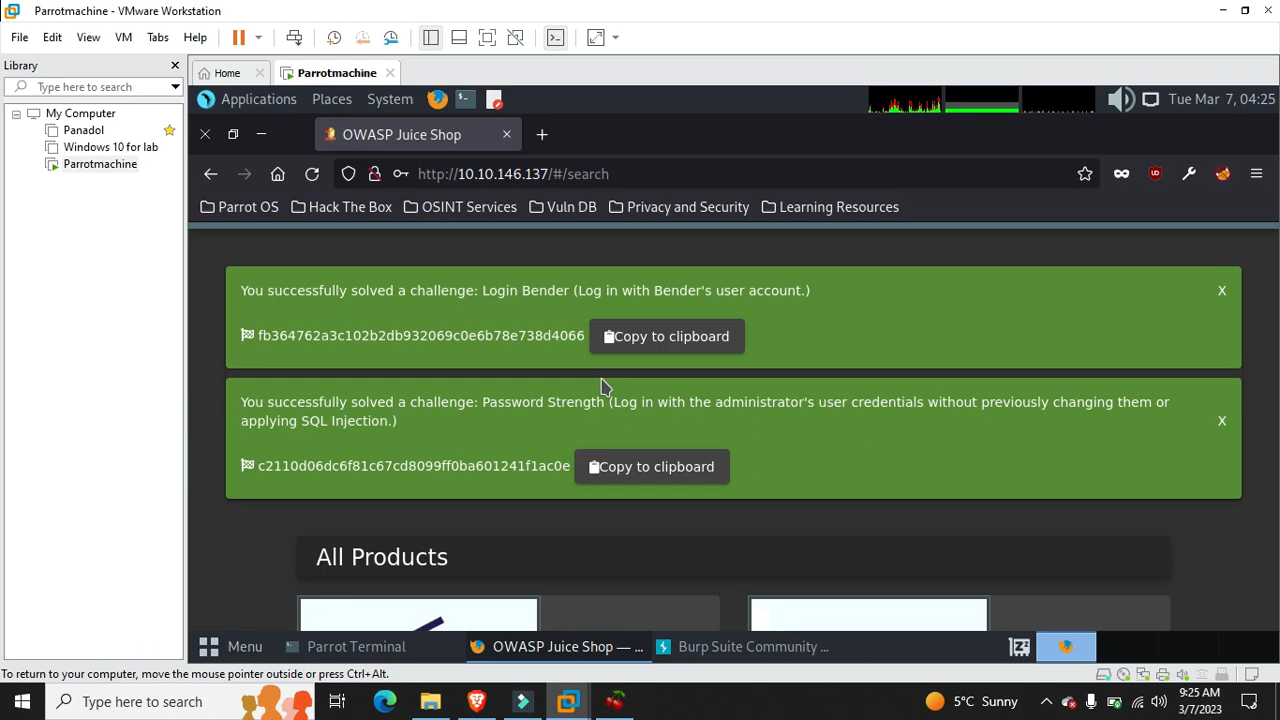 Parrotmachine - VMware Workstation
File Edit View VM Tabs Help
Library
Type here to search
My Computer
Panadol
Windows 10 for lab
Parrotmachine
Home Parrotmachine
Applications Places System Tue Mar 7, 04:25
OWASP Juice Shop
http://10.10.146.137/#/search
Parrot OS Hack The Box OSINT Services Vuln DB Privacy and Security Learning Resources
You successfully solved a challenge: Login Bender (Log in with Bender's user account.) X
fb364762a3c102b2db932069c0e6b78e738d4066 Copy to clipboard
You successfully solved a challenge: Password Strength (Log in with the administrator's user credentials without previously changing them or
applying SQL Injection.) X
c2110d06dc6f81c67cd8099ff0ba601241f1ac0e Copy to clipboard
All Products
Menu Parrot Terminal OWASP Juice Shop — ... Burp Suite Community ...
To return to your computer, move the mouse pointer outside or press Ctrl+Alt.
Type here to search 5°C Sunny 9:25 AM
3/7/2023